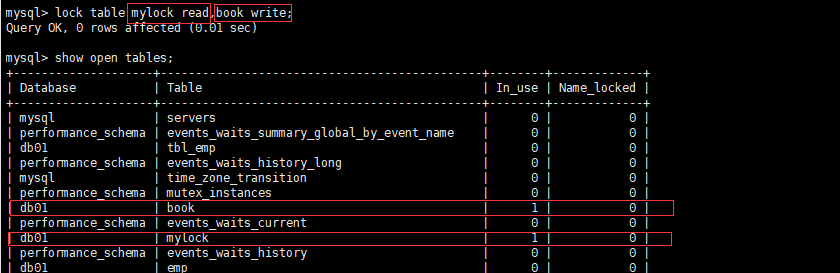 mysql> lock table mylock read,book write;
Query OK, 0 rows affected (0.01 sec)
mysql> show open tables;
+--------------------+----------------------------------------------+--------+-------------+
| Database           | Table                                        | In_use | Name_locked |
+--------------------+----------------------------------------------+--------+-------------+
| mysql              | servers                                      |      0 |           0 |
| performance_schema | events_waits_summary_global_by_event_name    |      0 |           0 |
| db01               | tbl_emp                                      |      0 |           0 |
| performance_schema | events_waits_history_long                    |      0 |           0 |
| mysql              | time_zone_transition                         |      0 |           0 |
| performance_schema | mutex_instances                              |      0 |           0 |
| db01               | book                                         |      1 |           0 |
| performance_schema | events_waits_current                         |      0 |           0 |
| db01               | mylock                                       |      1 |           0 |
| performance_schema | events_waits_history                         |      0 |           0 |
| db01               | emp                                          |      0 |           0 |